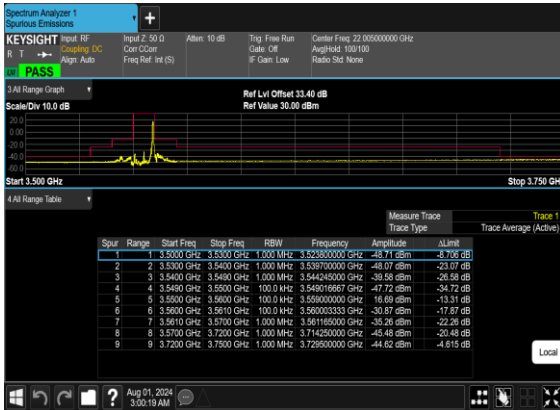 Spectrum Analyzer 1
Spurious Emissions
+
KEYSIGHT Input: RF Input Z: 50 Ω Atten: 10 dB Trig: Free Run Center Freq: 22.005000000 GHz
R T Coupling: DC Corr CCorr Gate: Off Avg|Hold: 100/100
Align: Auto Freq Ref: Int (S) IF Gain: Low Radio Std: None
PASS
3 All Range Graph Ref Lvl Offset 33.40 dB
Scale/Div 10.0 dB Ref Value 30.00 dBm
20.0
0.00
-20.0
-40.0
-60.0
Start 3.500 GHz Stop 3.750 GH
4 All Range Table
Measure Trace Trace 1
Trace Type Trace Average (Active)
Spur Range Start Freq Stop Freq RBW Frequency Amplitude ΔLimit
1 1 3.5000 GHz 3.5300 GHz 1.000 MHz 3.523800000 GHz -48.71 dBm -8.706 dB
2 2 3.5300 GHz 3.5400 GHz 1.000 MHz 3.539700000 GHz -48.07 dBm -23.07 dB
3 3 3.5400 GHz 3.5490 GHz 1.000 MHz 3.544245000 GHz -39.58 dBm -26.58 dB
4 4 3.5490 GHz 3.5500 GHz 100.0 kHz 3.549016667 GHz -47.72 dBm -34.72 dB
5 5 3.5500 GHz 3.5600 GHz 100.0 kHz 3.559000000 GHz 16.69 dBm -13.31 dB
6 6 3.5600 GHz 3.5610 GHz 100.0 kHz 3.560003333 GHz -30.87 dBm -17.87 dB
7 7 3.5610 GHz 3.5700 GHz 1.000 MHz 3.561165000 GHz -35.26 dBm -22.26 dB
8 8 3.5700 GHz 3.7200 GHz 1.000 MHz 3.714250000 GHz -45.48 dBm -20.48 dB
9 9 3.7200 GHz 3.7500 GHz 1.000 MHz 3.729500000 GHz -44.62 dBm -4.615 dB
Local
? Aug 01, 2024
3:00:19 AM